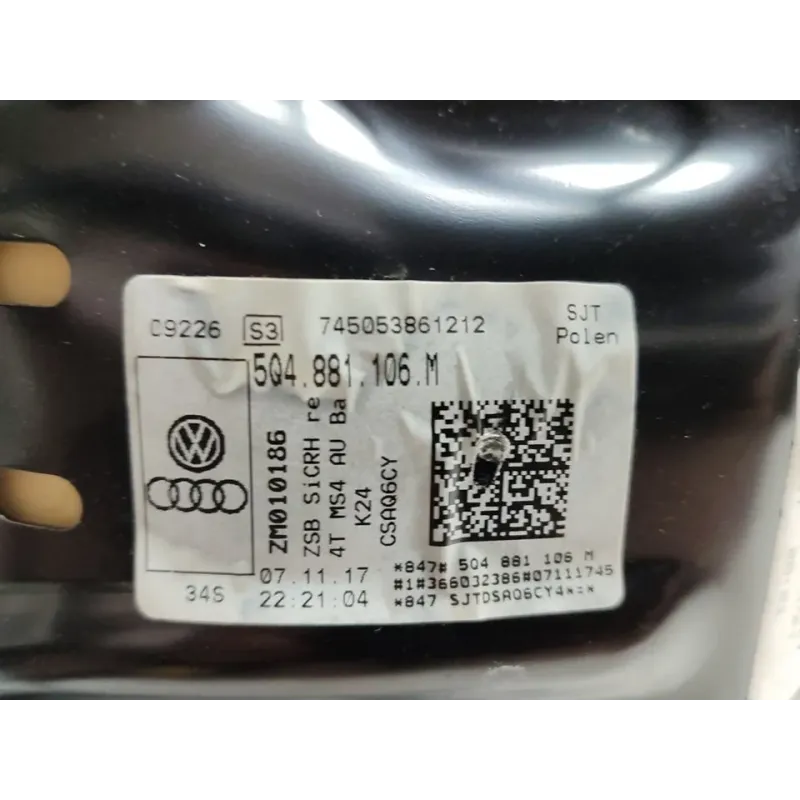 C9226 S3 745053861212 SJT
Polen
5Q4.881.106.M
ZM010186
ZSB SiCRH re
4T MS4 AU Ba
K24
CSAQ6CY
34S
07.11.17
22:21:04
*847# 5Q4 881 106 M
#1#366032386#07111745
*847 SJTDSAQ6CY4*=*